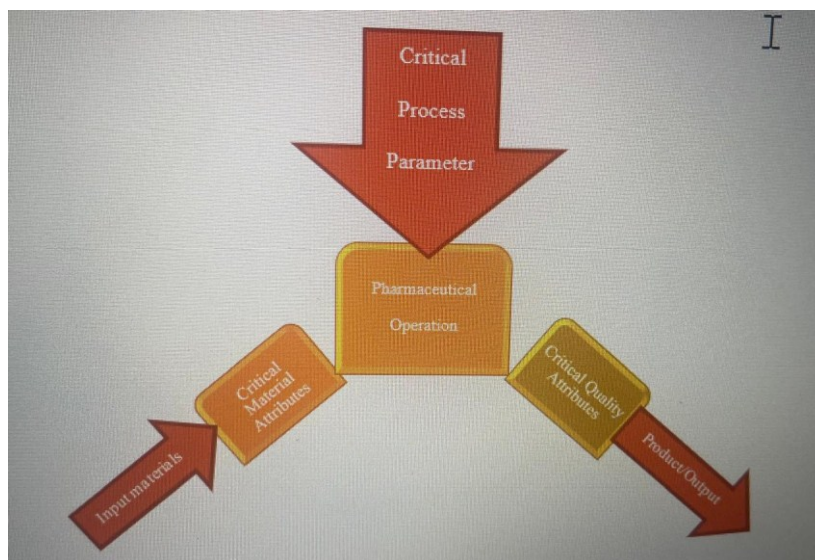 Critical
Process
Parameter
Pharmaceutical
Operation
Critical
Material
Attributes
Critical Quality
Attributes
Input materials
Product/Output